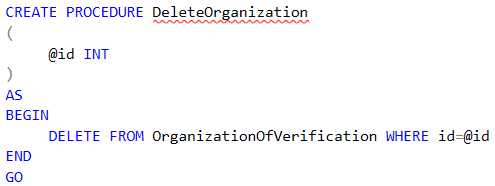 CREATE PROCEDURE DeleteOrganization
(
@id INT
)
AS
BEGIN
DELETE FROM OrganizationOfVerification WHERE id=@id
END
GO